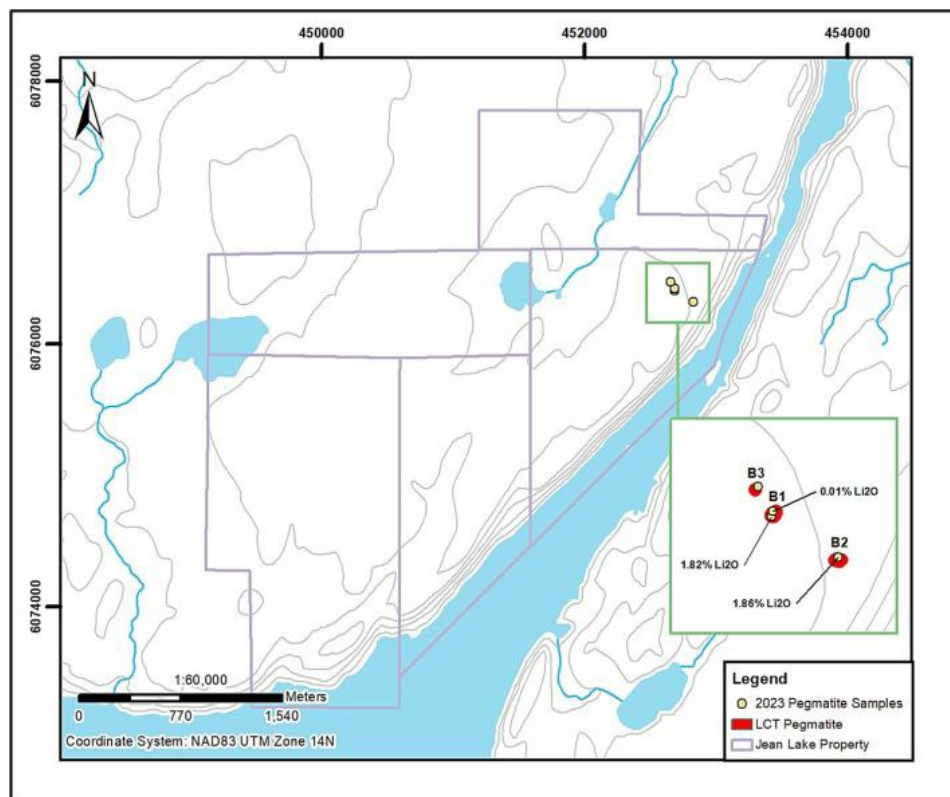 450000 452000 454000
6078000
N
6076000
B3
B1
0.01% Li2O
B2
1.82% Li2O
1.86% Li2O
6074000
1:60,000
Meters
0 770 1,540
Coordinate System: NAD83 UTM Zone 14N
Legend
2023 Pegmatite Samples
LCT Pegmatite
Jean Lake Property